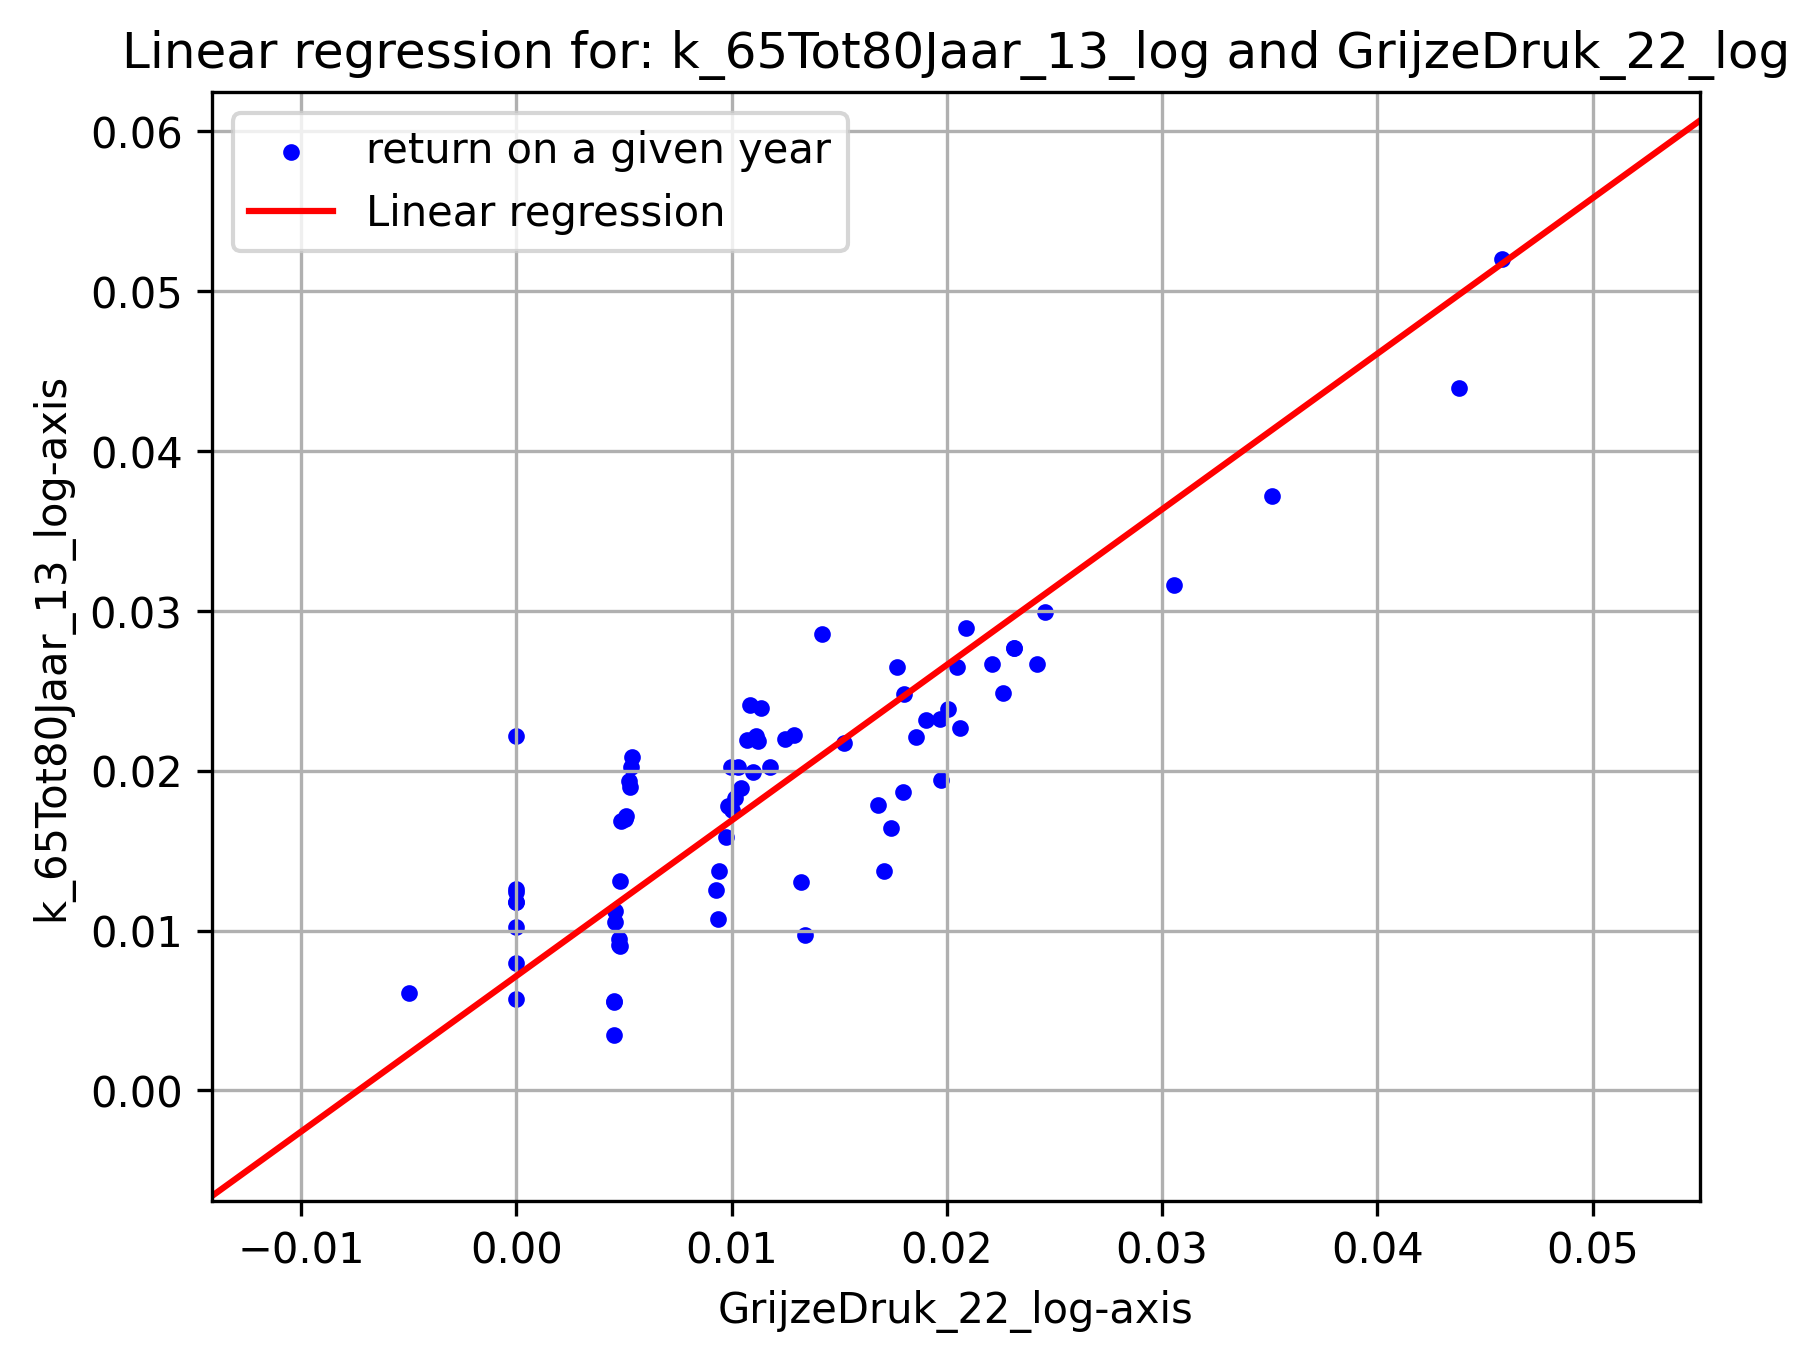 Linear regression for: k_65Tot80Jaar_13_log and GrijzeDruk_22_log
return on a given year
Linear regression
0.06
0.05
0.04
0.03
0.02
0.01
0.00
k_65Tot80Jaar_13_log-axis
−0.01 0.00 0.01 0.02 0.03 0.04 0.05
GrijzeDruk_22_log-axis